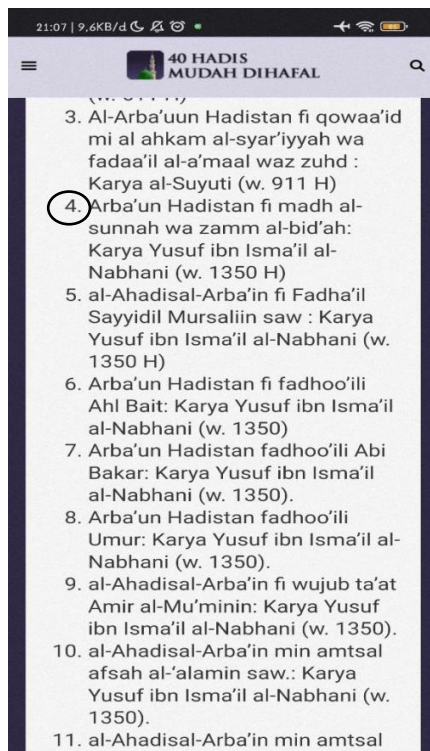 21:07 | 9,6KB/d
40 HADIS
MUDAH DIHAFAL
3. Al-Arba'uun Hadistan fi qowaa'id
mi al ahkam al-syar'iyyah wa
fadaa'il al-a'maal waz zuhd :
Karya al-Suyuti (w. 911 H)
4. Arba'un Hadistan fi madh al-
sunnah wa zamm al-bid'ah:
Karya Yusuf ibn Isma'il al-
Nabhani (w. 1350 H)
5. al-Ahadisal-Arba'in fi Fadha'il
Sayyidil Mursaliin saw : Karya
Yusuf ibn Isma'il al-Nabhani (w.
1350 H)
6. Arba'un Hadistan fi fadhoo'ili
Ahl Bait: Karya Yusuf ibn Isma'il
al-Nabhani (w. 1350)
7. Arba'un Hadistan fadhoo'ili Abi
Bakar: Karya Yusuf ibn Isma'il
al-Nabhani (w. 1350).
8. Arba'un Hadistan fadhoo'ili
Umur: Karya Yusuf ibn Isma'il al-
Nabhani (w. 1350).
9. al-Ahadisal-Arba'in fi wujub ta'at
Amir al-Mu'minin: Karya Yusuf
ibn Isma'il al-Nabhani (w. 1350).
10. al-Ahadisal-Arba'in min amtsal
afsah al-'alamin saw.: Karya
Yusuf ibn Isma'il al-Nabhani (w.
1350).
11. al-Ahadisal-Arba'in min amtsal